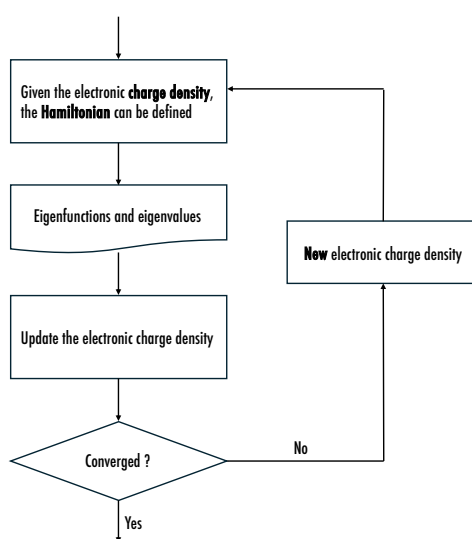 Given the electronic charge density,
the Hamiltonian can be defined
Eigenfunctions and eigenvalues
New electronic charge density
Update the electronic charge density
Converged ?
No
Yes